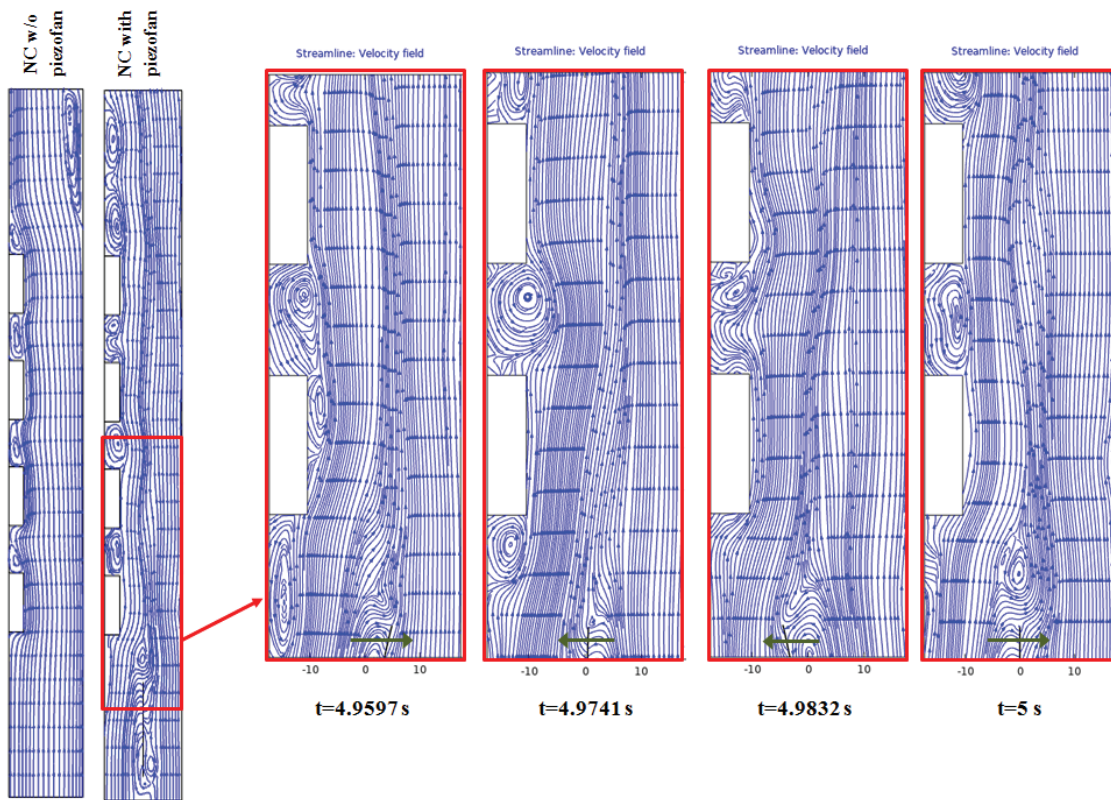 NC w/o
piezofan
NC with
piezofan
Streamline: Velocity field
Streamline: Velocity field
Streamline: Velocity field
Streamline: Velocity field
-10 0 10
-10 0 10
-10 0 10
-10 0 10
t=4.9597 s
t=4.9741 s
t=4.9832 s
t=5 s